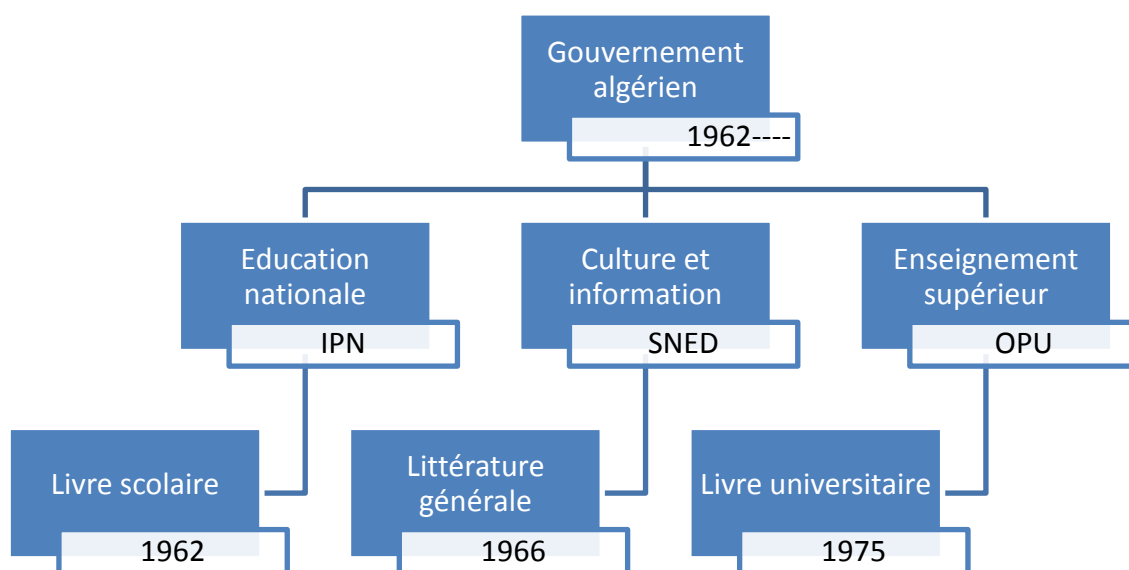 Gouvernement
algérien
1962----
Education
nationale
IPN
Culture et
information
SNED
Enseignement
supérieur
OPU
Livre scolaire
1962
Littérature
générale
1966
Livre universitaire
1975